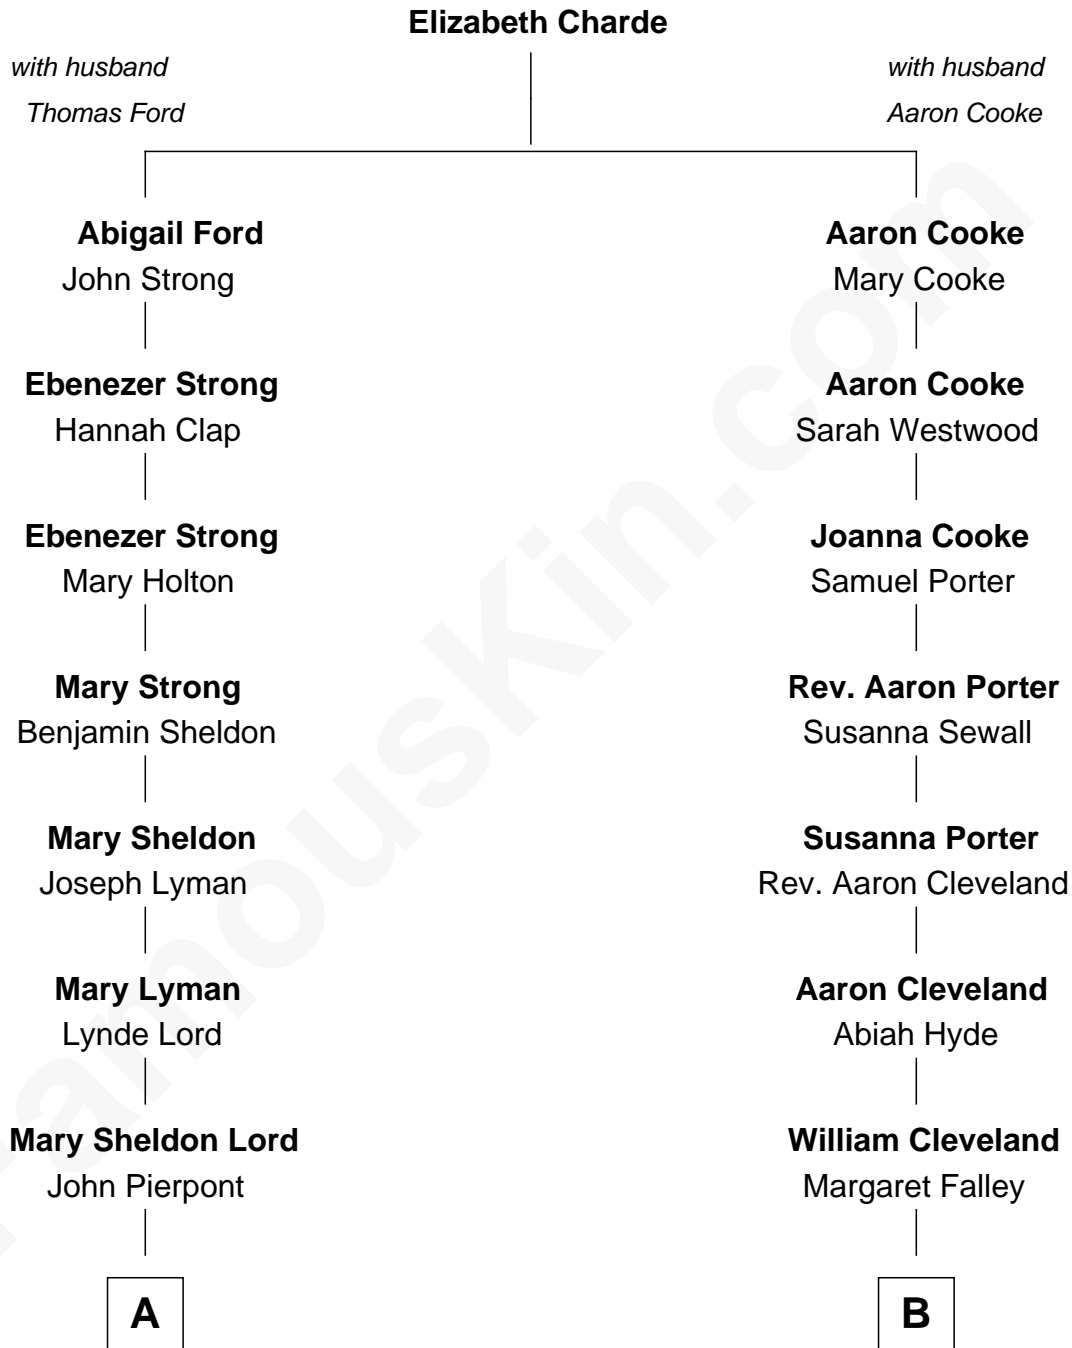 Elizabeth Charde
with husband
Thomas Ford
with husband
Aaron Cooke
Abigail Ford
John Strong
Aaron Cooke
Mary Cooke
Ebenezer Strong
Hannah Clap
Aaron Cooke
Sarah Westwood
Ebenezer Strong
Mary Holton
Joanna Cooke
Samuel Porter
Mary Strong
Benjamin Sheldon
Rev. Aaron Porter
Susanna Sewall
Mary Sheldon
Joseph Lyman
Susanna Porter
Rev. Aaron Cleveland
Mary Lyman
Lynde Lord
Aaron Cleveland
Abiah Hyde
Mary Sheldon Lord
John Pierpont
William Cleveland
Margaret Falley
A
B
FamousKin.com